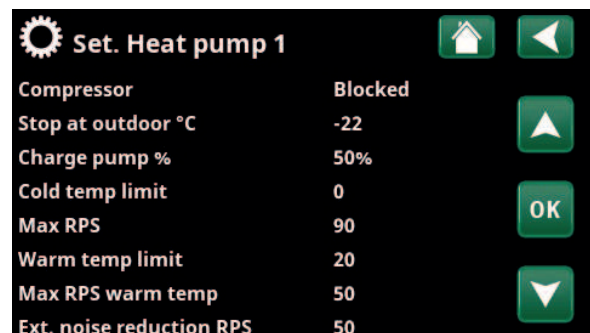 Set. Heat pump 1
Compressor Blocked
Stop at outdoor °C -22
Charge pump % 50%
Cold temp limit 0
OK
Max RPS 90
Warm temp limit 20
Max RPS warm temp 50
Ext. noise reduction RPS 50